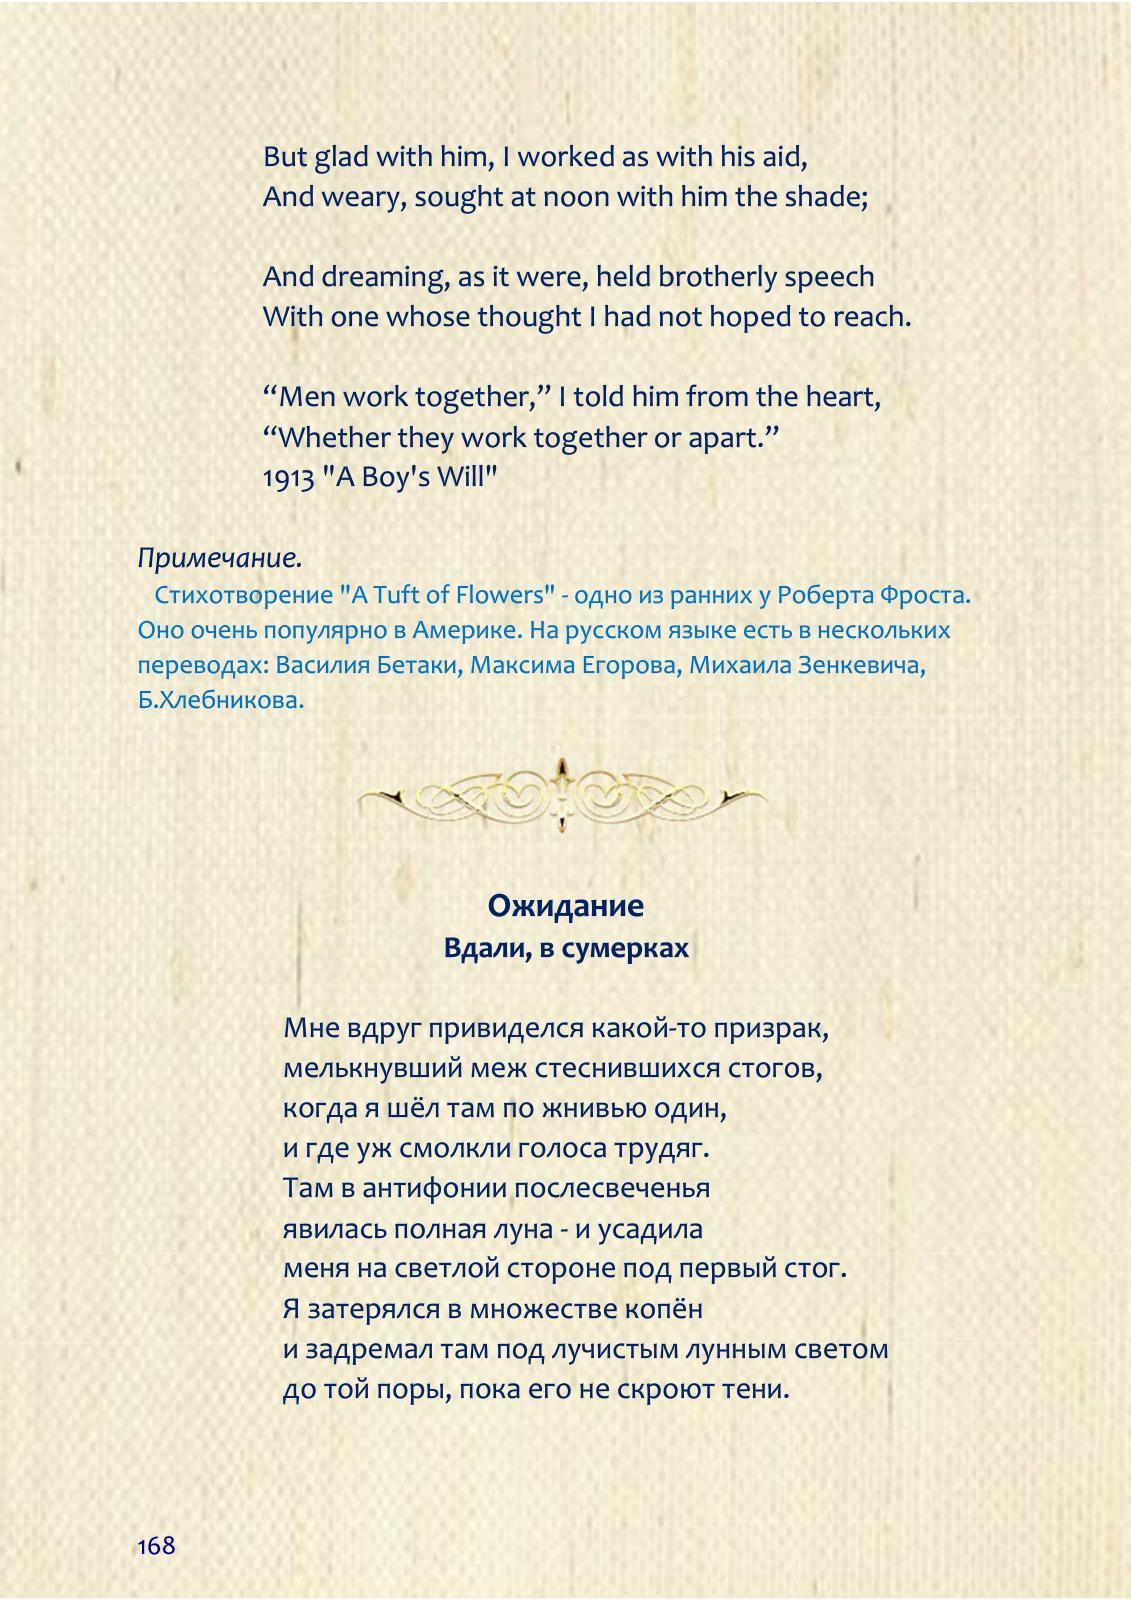 But glad with him, I worked as with his aid,
And weary, sought at noon with him the shade;
And dreaming, as it were, held brotherly speech
With one whose thought I had not hoped to reach.
“Men work together,” I told him from the heart,
“Whether they work together or apart.”
1913 "A Boy's Will"
Примечание.
Стихотворение "A Tuft of Flowers" - одно из ранних у Роберта Фроста.
Оно очень популярно в Америке. На русском языке есть в нескольких
переводах: Василия Бетаки, Максима Егорова, Михаила Зенкевича,
Б.Хлебникова.
Ожидание
Вдали, в сумерках
Мне вдруг привиделся какой-то призрак,
мелькнувший меж стеснившихся стогов,
когда я шёл там по жнивью один,
и где уж смолкли голоса трудяг.
Там в антифонии послесвеченья
явилась полная луна - и усадила
меня на светлой стороне под первый стог.
Я затерялся в множестве копён
и задремал там под лучистым лунным светом
до той поры, пока его не скроют тени.
168